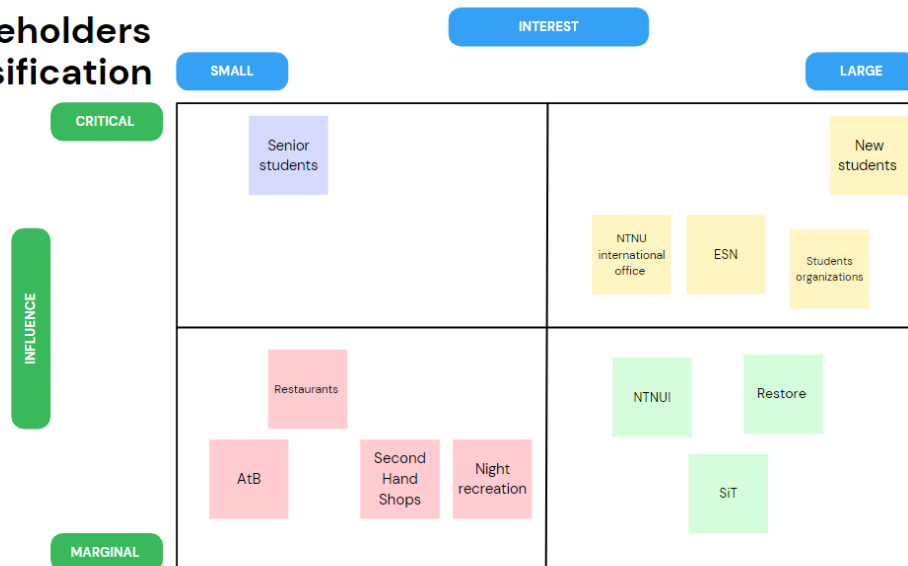 eholders
sification
INTEREST
SMALL
LARGE
CRITICAL
Senior
students
New
students
NTNU
international
office
ESN
Students
organizations
INFLUENCE
Restaurants
NTNUI
Restore
AtB
Second
Hand
Shops
Night
recreation
SiT
MARGINAL